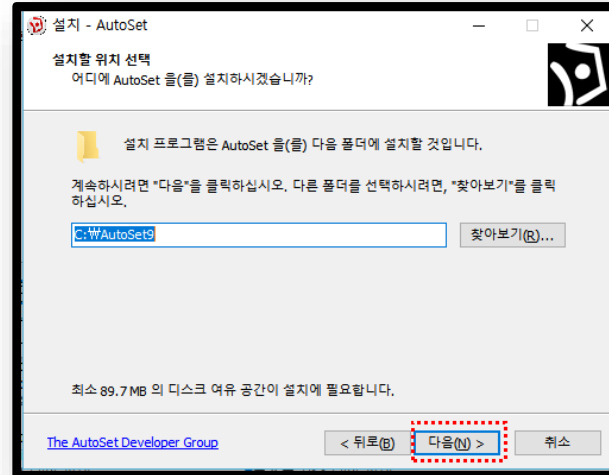 설치 - AutoSet
설치할 위치 선택
어디에 AutoSet 을(를) 설치하시겠습니까?
설치 프로그램은 AutoSet 을(를) 다음 폴더에 설치할 것입니다.
계속하시려면 "다음"을 클릭하십시오. 다른 폴더를 선택하시려면, "찾아보기"를 클릭
하십시오.
C:₩AutoSet9
찾아보기(R)...
최소 89.7 MB 의 디스크 여유 공간이 설치에 필요합니다.
The AutoSet Developer Group
< 뒤로(B)
다음(N) >
취소